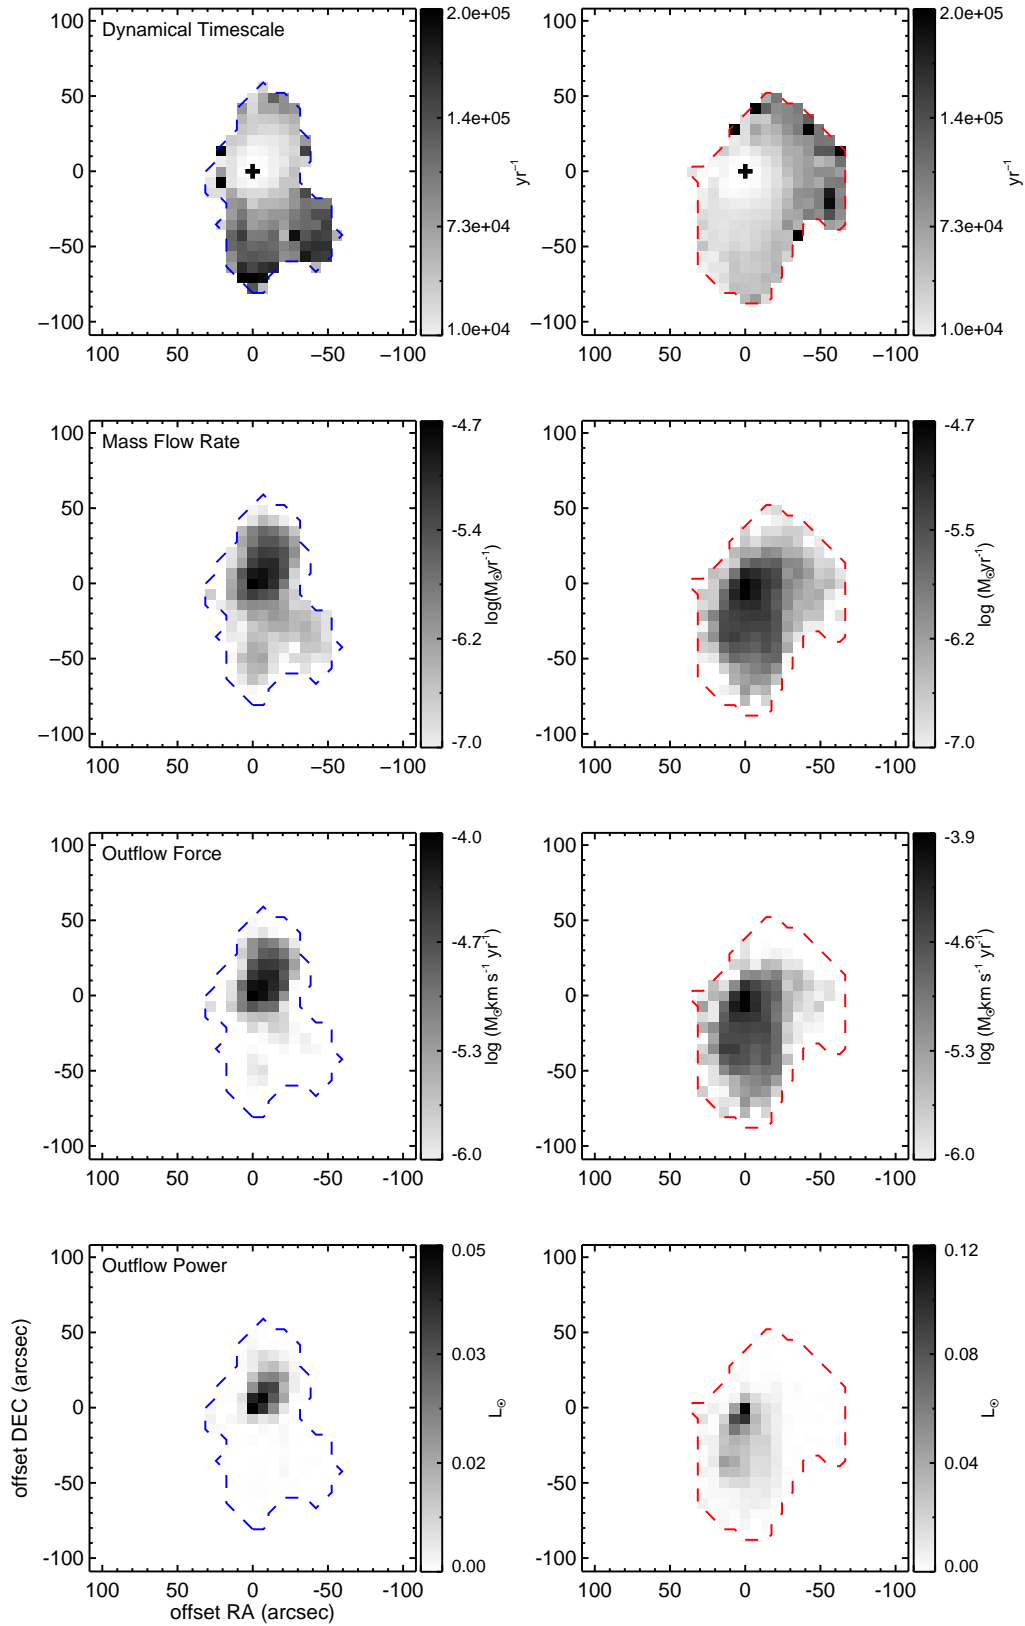 100
50
0
−50
−100
Dynamical Timescale
100 50 0 −50 −100
2.0e+05
1.4e+05
7.3e+04
1.0e+04
yr⁻¹
100
50
0
−50
−100
100 50 0 −50 −100
2.0e+05
1.4e+05
7.3e+04
1.0e+04
yr⁻¹
100
50
0
−50
−100
Mass Flow Rate
100 50 0 −50 −100
-4.7
-5.4
-6.2
-7.0
log(M⊙yr⁻¹)
100
50
0
-50
-100
100 50 0 -50 -100
-4.7
-5.5
-6.2
-7.0
log (M⊙yr⁻¹)
100
50
0
-50
-100
Outflow Force
100 50 0 -50 -100
-4.0
-4.7
-5.3
-6.0
log (M⊙km s⁻¹ yr⁻¹)
100
50
0
-50
-100
100 50 0 -50 -100
-3.9
-4.6
-5.3
-6.0
log (M⊙km s⁻¹ yr⁻¹)
100
50
0
-50
-100
offset DEC (arcsec)
Outflow Power
100 50 0 -50 -100
offset RA (arcsec)
0.05
0.03
0.02
0.00
L⊙
100
50
0
-50
-100
100 50 0 -50 -100
0.12
0.08
0.04
0.00
L⊙